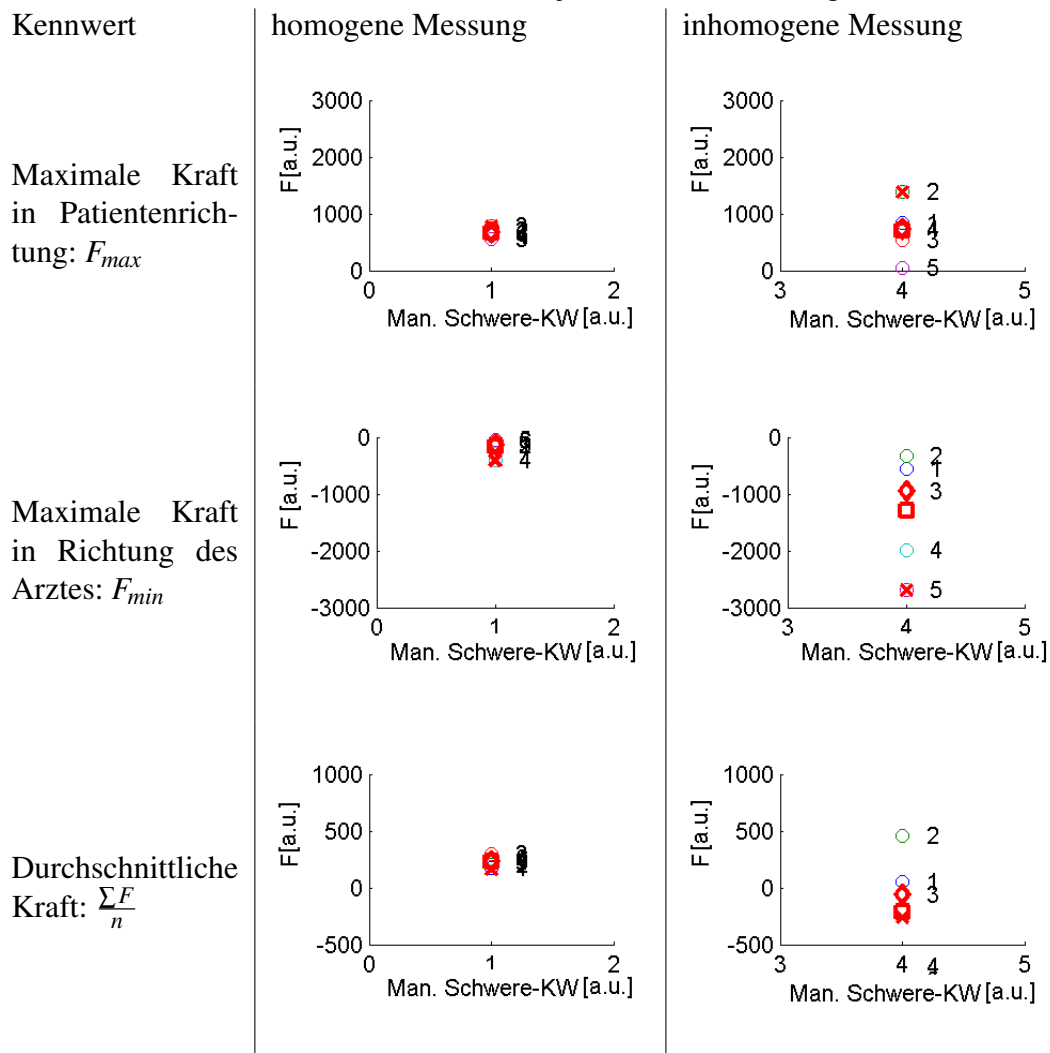 Kennwert
homogene Messung
inhomogene Messung
Maximale Kraft
in Patientenrich-
tung: F_max
3000
2000
1000
0
F[a.u.]
0
1
2
Man. Schwere-KW[a.u.]
3000
2000
1000
0
F[a.u.]
2
1
4
3
5
3
4
5
Man. Schwere-KW[a.u.]
Maximale Kraft
in Richtung des
Arztes: F_min
0
-1000
-2000
-3000
F[a.u.]
4
0
1
2
Man. Schwere-KW[a.u.]
0
-1000
-2000
-3000
F[a.u.]
2
1
3
4
5
3
4
5
Man. Schwere-KW[a.u.]
Durchschnittliche
Kraft: ∑F/n
1000
500
0
-500
F[a.u.]
0
1
2
Man. Schwere-KW[a.u.]
1000
500
0
-500
F[a.u.]
2
1
3
4
3
4
5
Man. Schwere-KW[a.u.]